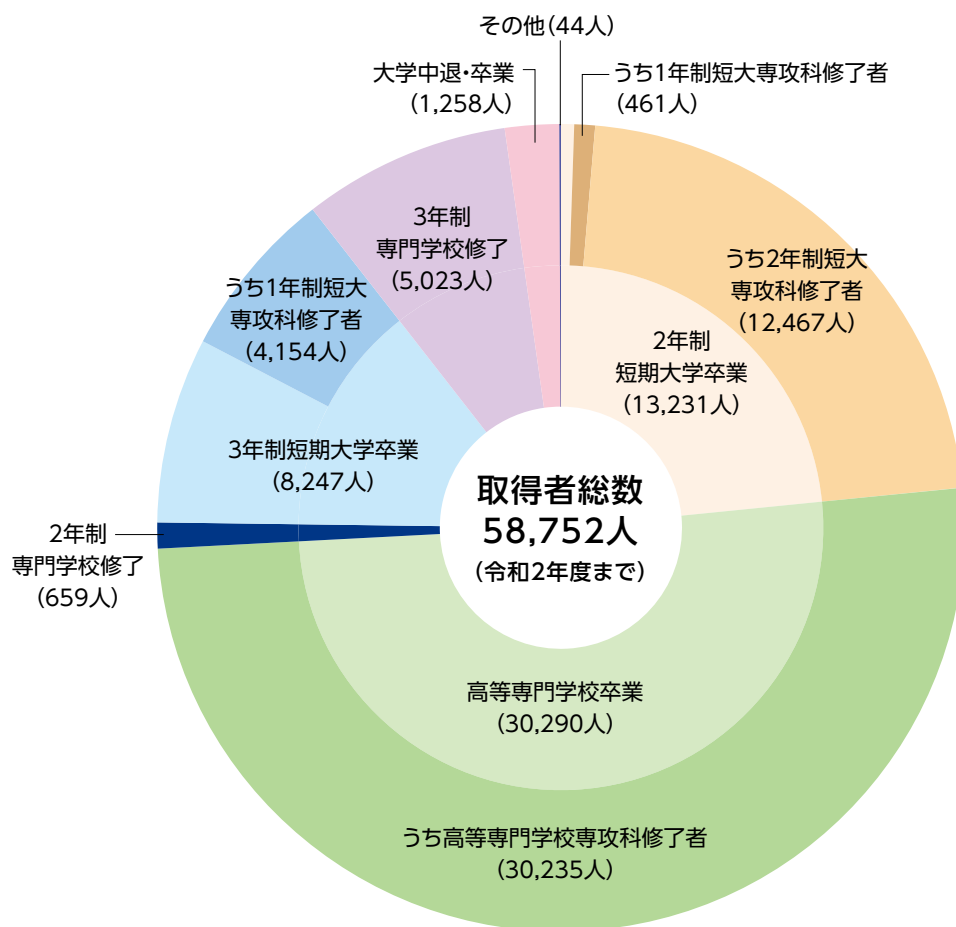 その他(44人)
うち1年制短大専攻科修了者
(461人)
大学中退・卒業
(1,258人)
3年制
専門学校修了
(5,023人)
うち2年制短大
専攻科修了者
(12,467人)
うち1年制短大
専攻科修了者
(4,154人)
2年制
短期大学卒業
(13,231人)
3年制短期大学卒業
(8,247人)
取得者総数
58,752人
(令和2年度まで)
2年制
専門学校修了
(659人)
高等専門学校卒業
(30,290人)
うち高等専門学校専攻科修了者
(30,235人)